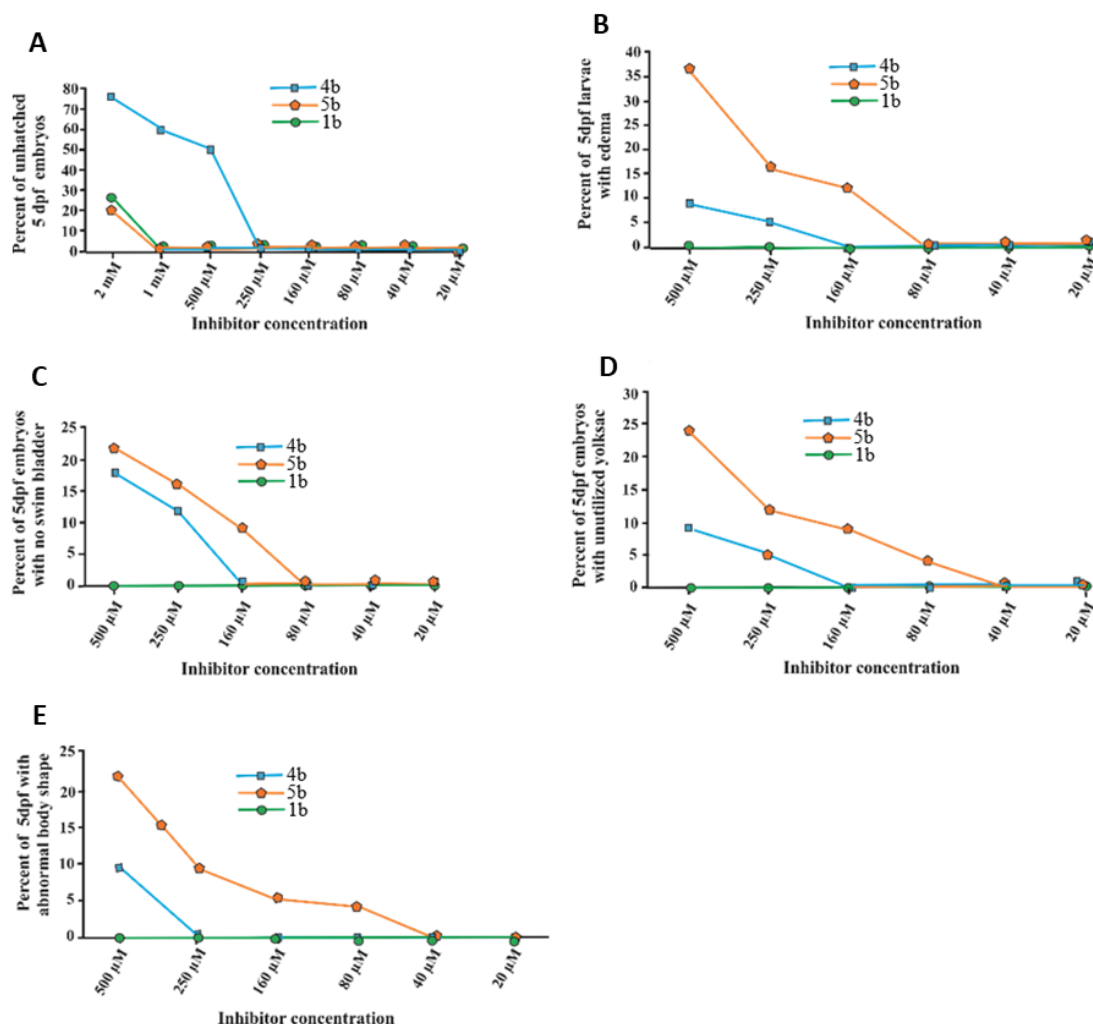 A
Percent of unhatched
5 dpf embryos
80
70
60
50
40
30
20
10
0
4b
5b
1b
2 mM
1 mM
500 µM
250 µM
160 µM
80 µM
40 µM
20 µM
Inhibitor concentration
B
Percent of 5dpf larvae
with edema
40
35
30
25
20
15
10
5
0
4b
5b
1b
500 µM
250 µM
160 µM
80 µM
40 µM
20 µM
Inhibitor concentration
C
Percent of 5dpf embryos
with no swim bladder
25
20
15
10
5
0
4b
5b
1b
500 µM
250 µM
160 µM
80 µM
40 µM
20 µM
Inhibitor concentration
D
Percent of 5dpf embryos
with unutilized yolksac
30
25
20
15
10
5
0
4b
5b
1b
500 µM
250 µM
160 µM
80 µM
40 µM
20 µM
Inhibitor concentration
E
Percent of 5dpf with
abnormal body shape
25
20
15
10
5
0
4b
5b
1b
500 µM
250 µM
160 µM
80 µM
40 µM
20 µM
Inhibitor concentration